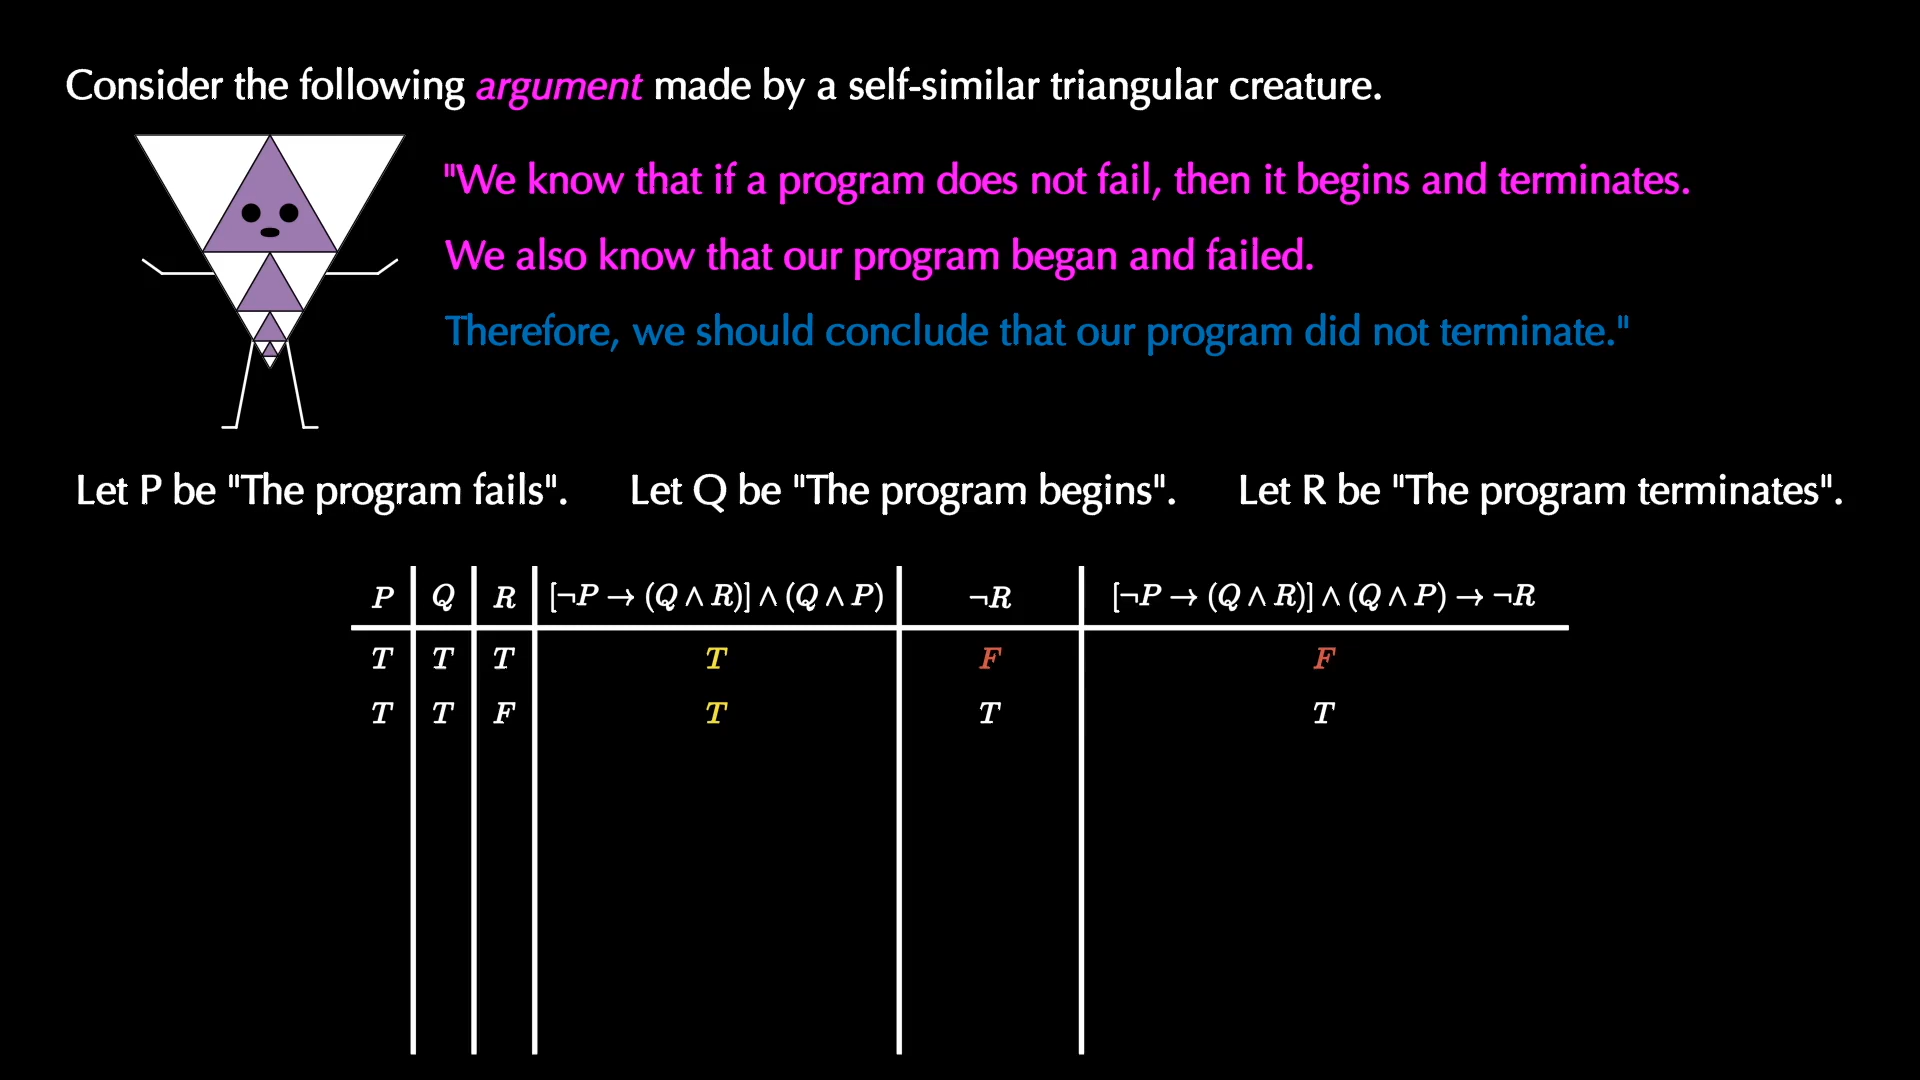 Consider the following argument made by a self-similar triangular creature.
"We know that if a program does not fail, then it begins and terminates.
We also know that our program began and failed.
Therefore, we should conclude that our program did not terminate."
Let P be "The program fails". Let Q be "The program begins". Let R be "The program terminates".
P Q R [¬P → (Q ∧ R)] ∧ (Q ∧ P) ¬R [¬P → (Q ∧ R)] ∧ (Q ∧ P) → ¬R
T T T T F F
T T F T T T